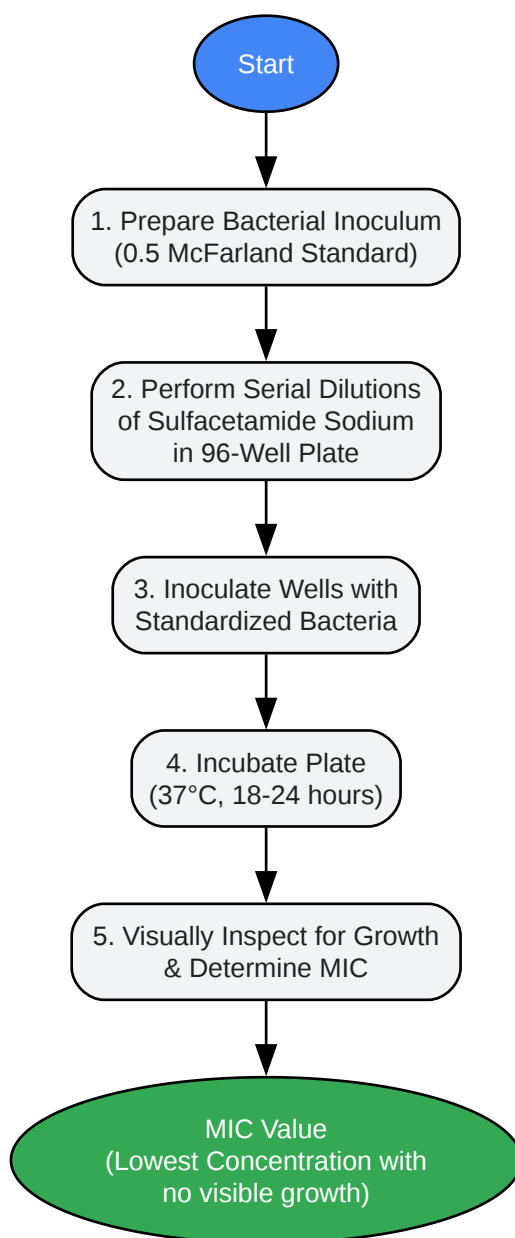 Start
1. Prepare Bacterial Inoculum
(0.5 McFarland Standard)
2. Perform Serial Dilutions
of Sulfacetamide Sodium
in 96-Well Plate
3. Inoculate Wells with
Standardized Bacteria
4. Incubate Plate
(37°C, 18-24 hours)
5. Visually Inspect for Growth
& Determine MIC
MIC Value
(Lowest Concentration with
no visible growth)